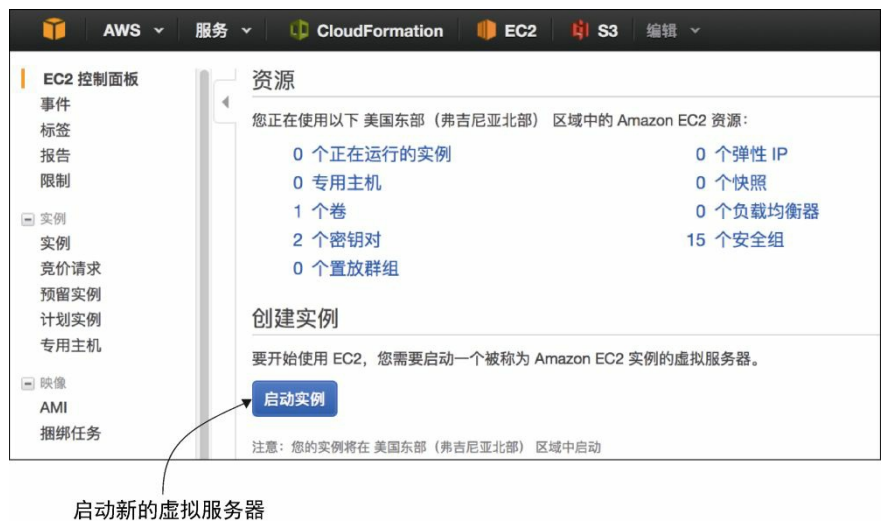 AWS 服务 CloudFormation EC2 S3 编辑
EC2 控制面板
事件
标签
报告
限制
实例
实例
竞价请求
预留实例
计划实例
专用主机
映像
AMI
捆绑任务
资源
您正在使用以下 美国东部（弗吉尼亚北部） 区域中的 Amazon EC2 资源：
0 个正在运行的实例
0 个弹性 IP
0 专用主机
0 个快照
1 个卷
0 个负载均衡器
2 个密钥对
15 个安全组
0 个置放群组
创建实例
要开始使用 EC2，您需要启动一个被称为 Amazon EC2 实例的虚拟服务器。
启动实例
注意：您的实例将在 美国东部（弗吉尼亚北部） 区域中启动
启动新的虚拟服务器